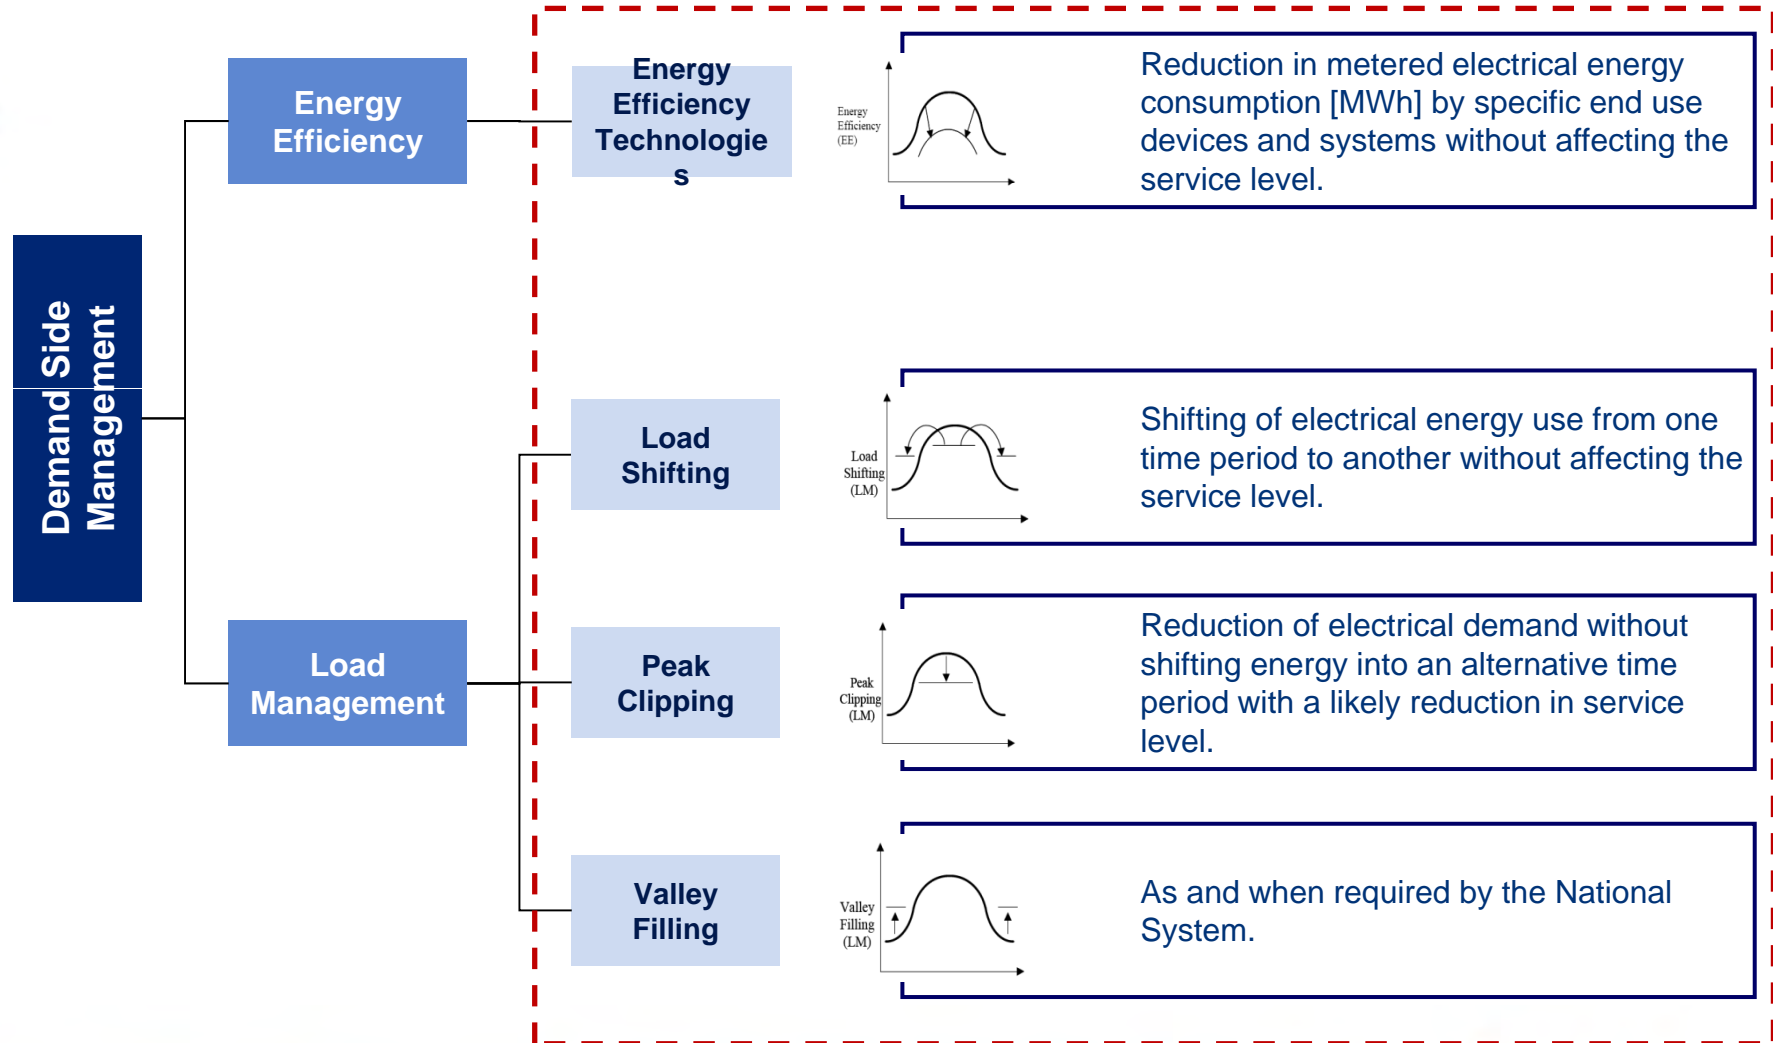 Demand Side
Management
Energy
Efficiency
Energy
Efficiency
Technologie
s
Energy
Efficiency
(EE)
Reduction in metered electrical energy
consumption [MWh] by specific end use
devices and systems without affecting the
service level.
Load
Management
Load
Shifting
Load
Shifting
(LM)
Shifting of electrical energy use from one
time period to another without affecting the
service level.
Peak
Clipping
Peak
Clipping
(LM)
Reduction of electrical demand without
shifting energy into an alternative time
period with a likely reduction in service
level.
Valley
Filling
Valley
Filling
(LM)
As and when required by the National
System.